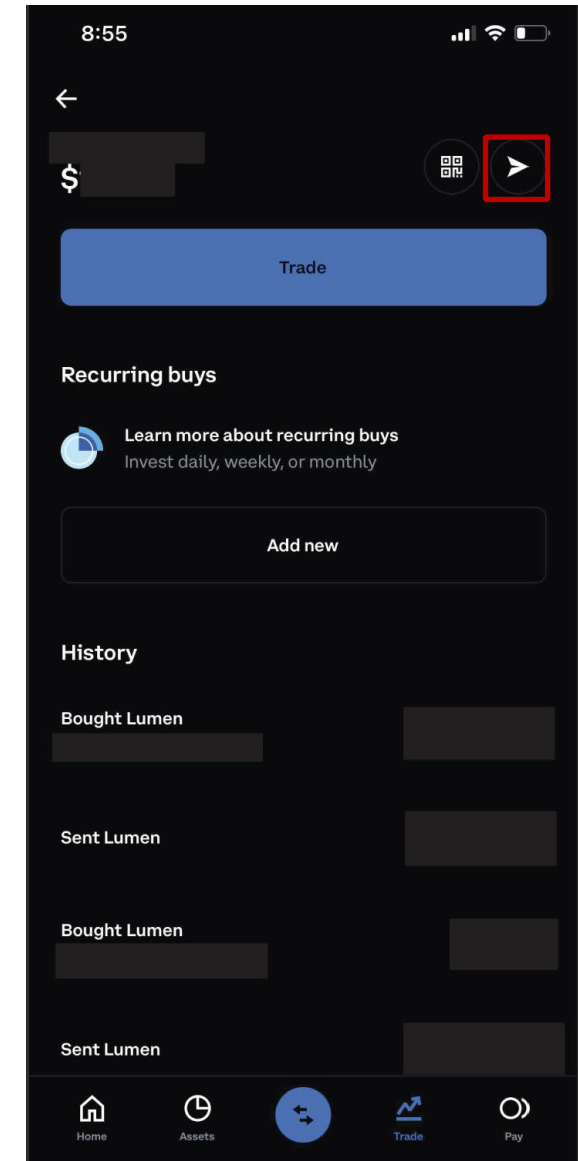 8:55
$
Trade
Recurring buys
Learn more about recurring buys
Invest daily, weekly, or monthly
Add new
History
Bought Lumen
Sent Lumen
Bought Lumen
Sent Lumen
Home
Assets
Trade
Pay